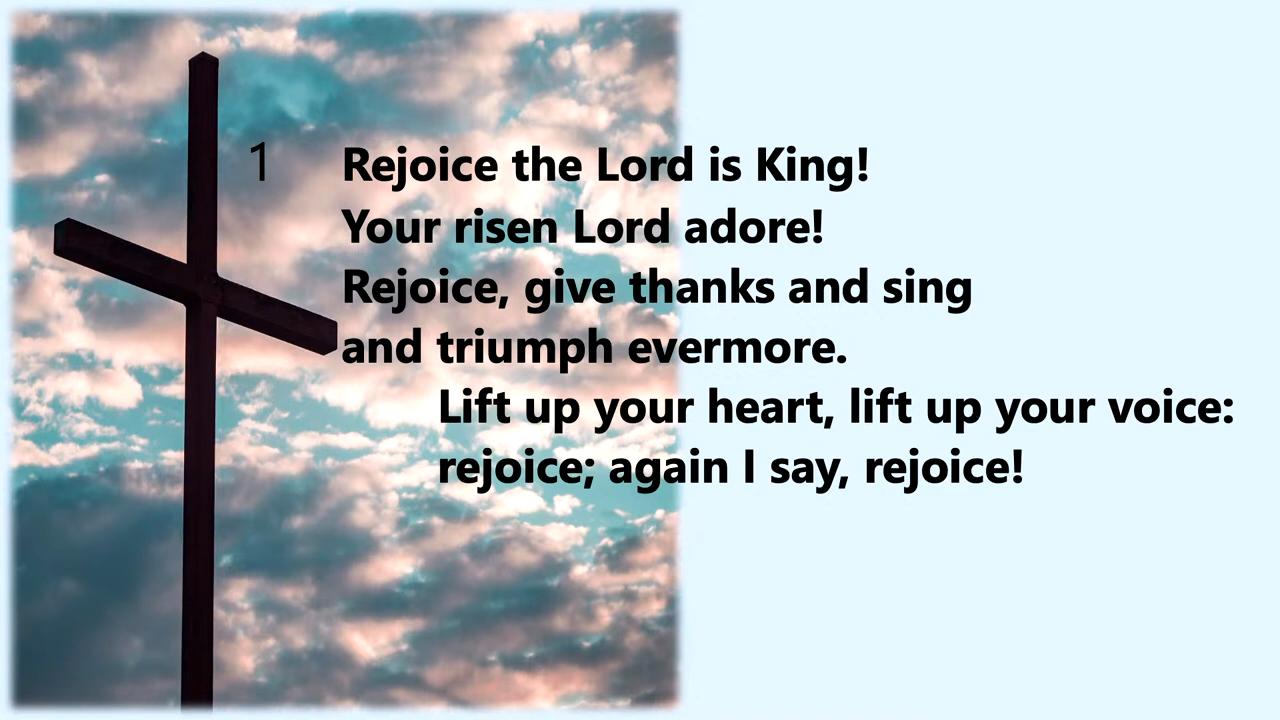 1 Rejoice the Lord is King!
Your risen Lord adore!
Rejoice, give thanks and sing
and triumph evermore.
Lift up your heart, lift up your voice:
rejoice; again I say, rejoice!